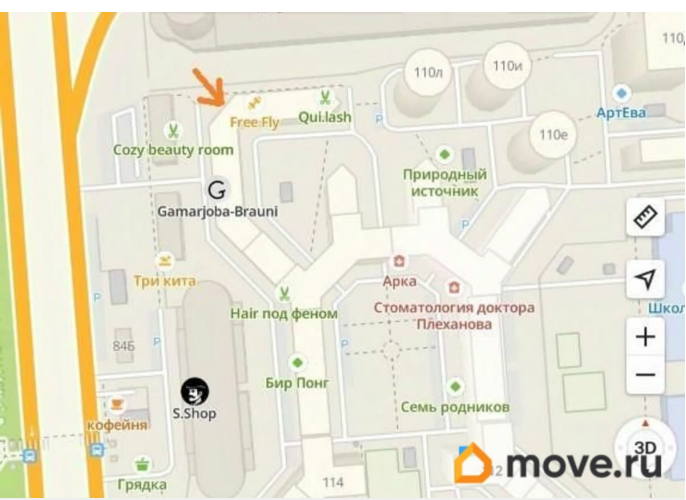 110
110л
110и
АртЕва
Free Fly
Qui.lash
110е
Cozy beauty room
Природный
источник
G
Gamarjoba-Brauni
Три кита
Арка
Hair под феном
Стоматология доктора
Плеханова
Школ
P
P
P
P
P
84Б
Бир Понг
S.Shop
Семь родников
кофейня
3D
move.ru
Грядка
114